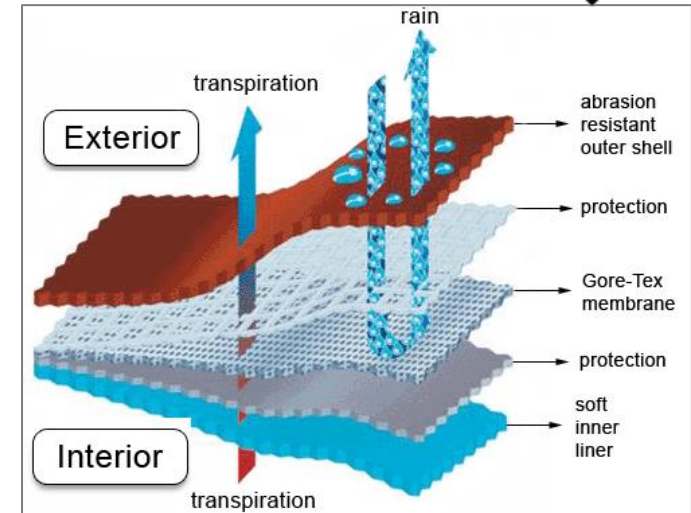 rain
transpiration
Exterior
abrasion
resistant
outer shell
protection
Gore-Tex
membrane
protection
soft
inner
liner
Interior
transpiration